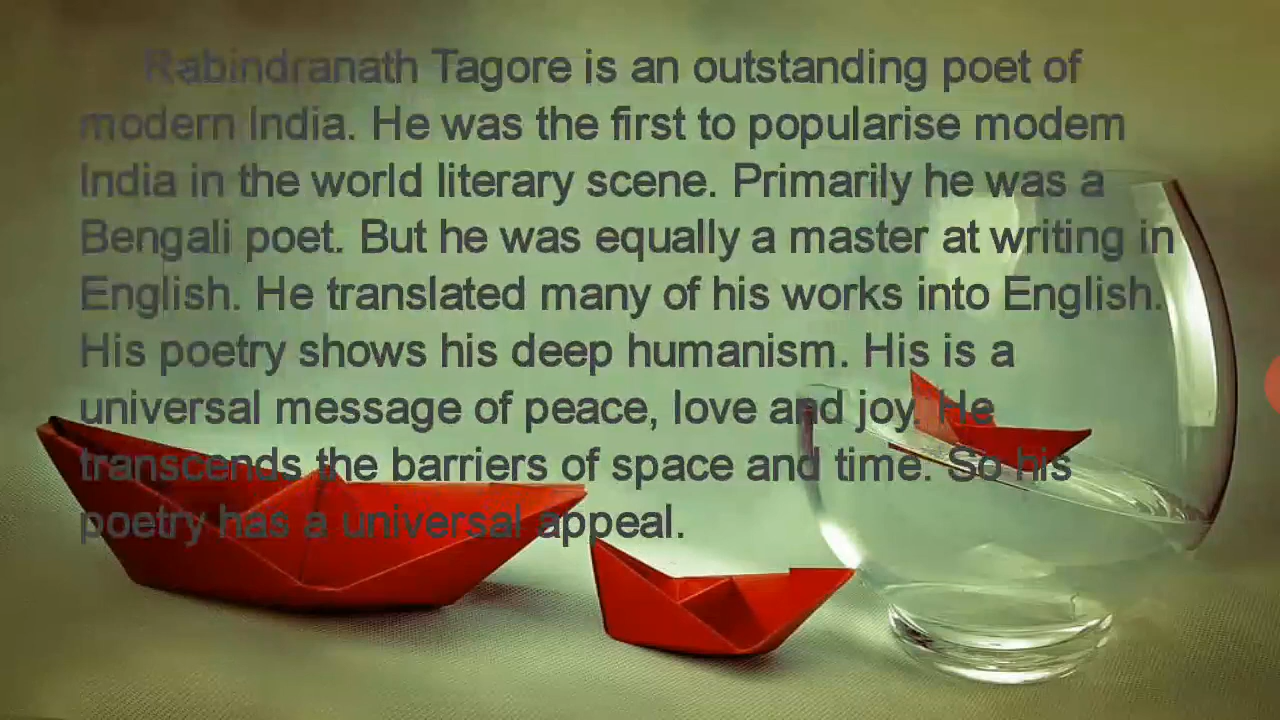 Rabindranath Tagore is an outstanding poet of
modern India. He was the first to popularise modem
India in the world literary scene. Primarily he was a
Bengali poet. But he was equally a master at writing in
English. He translated many of his works into English.
His poetry shows his deep humanism. His is a
universal message of peace, love and joy. He
transcends the barriers of space and time. So his
poetry has a universal appeal.